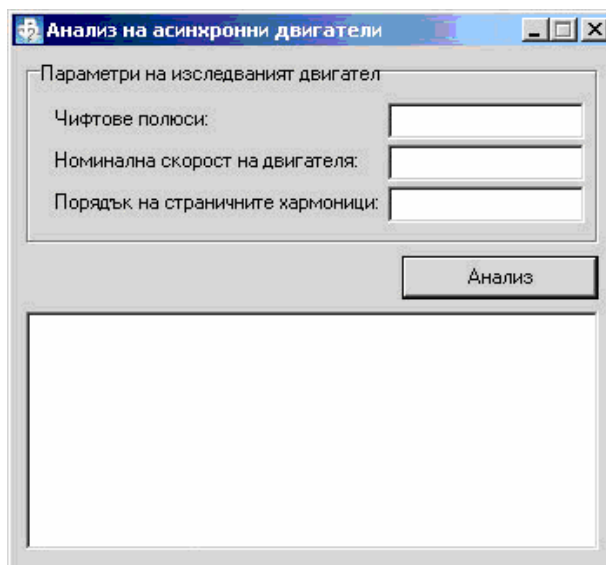 Анализ на асинхронни двигатели
Параметри на изследваният двигател
Чифтове полюси:
Номинална скорост на двигателя:
Порядък на страничните хармоници:
Анализ